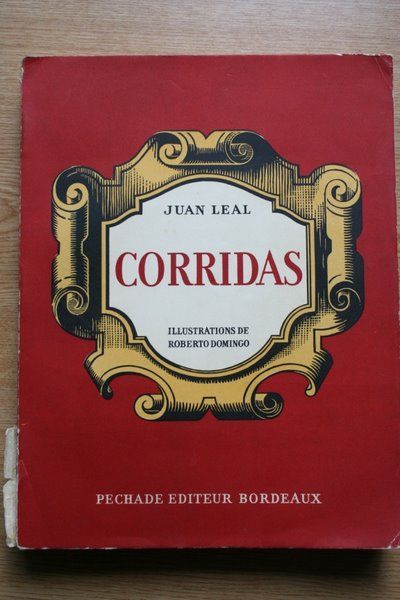 JUAN LEAL
CORRIDAS
ILLUSTRATIONS DE
ROBERTO DOMINGO
PECHADE EDITEUR BORDEAUX